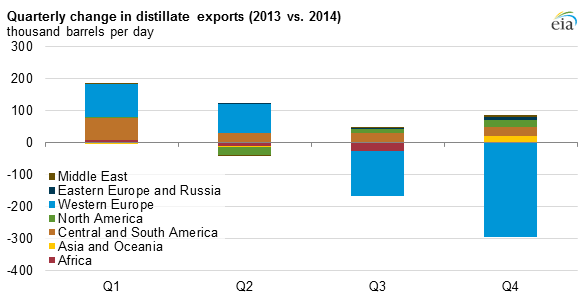 Quarterly change in distillate exports (2013 vs. 2014)
thousand barrels per day
eia
300
200
100
0
-100
-200
-300
-400
Middle East
Eastern Europe and Russia
Western Europe
North America
Central and South America
Asia and Oceania
Africa
Q1 Q2 Q3 Q4